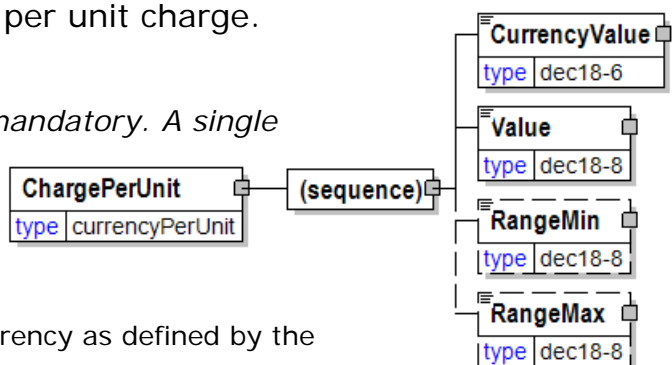 per unit charge.
mandatory. A single
ChargePerUnit
type currencyPerUnit
(sequence)
CurrencyValue
type dec18-6
Value
type dec18-8
RangeMin
type dec18-8
RangeMax
type dec18-8
rrency as defined by the